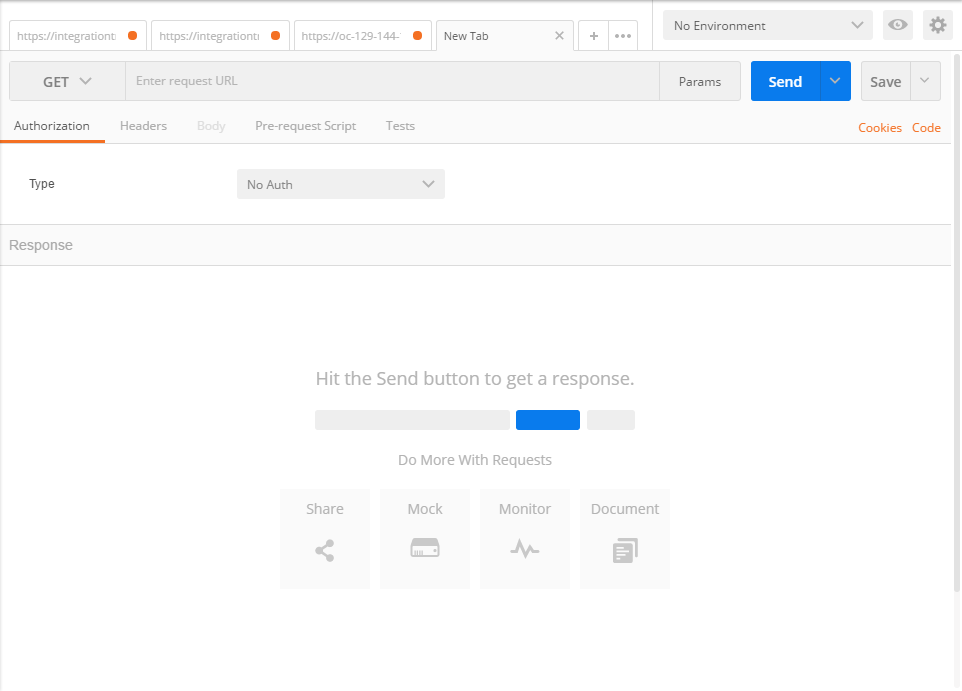 https://integrationt
https://integrationt
https://oc-129-144-
New Tab
No Environment
GET
Enter request URL
Params
Send
Save
Authorization
Headers
Body
Pre-request Script
Tests
Cookies
Code
Type
No Auth
Response
Hit the Send button to get a response.
Do More With Requests
Share
Mock
Monitor
Document